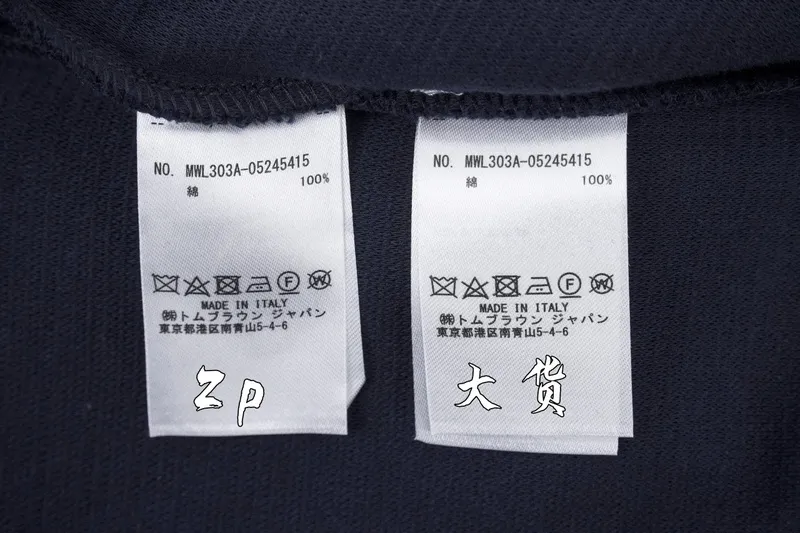 NO. MWL303A-05245415
綿 100%
MADE IN ITALY
㈱トムブラウン ジャパン
東京都港区南青山5-4-6
Zp
NO. MWL303A-05245415
綿 100%
MADE IN ITALY
㈱トムブラウン ジャパン
東京都港区南青山5-4-6
大货